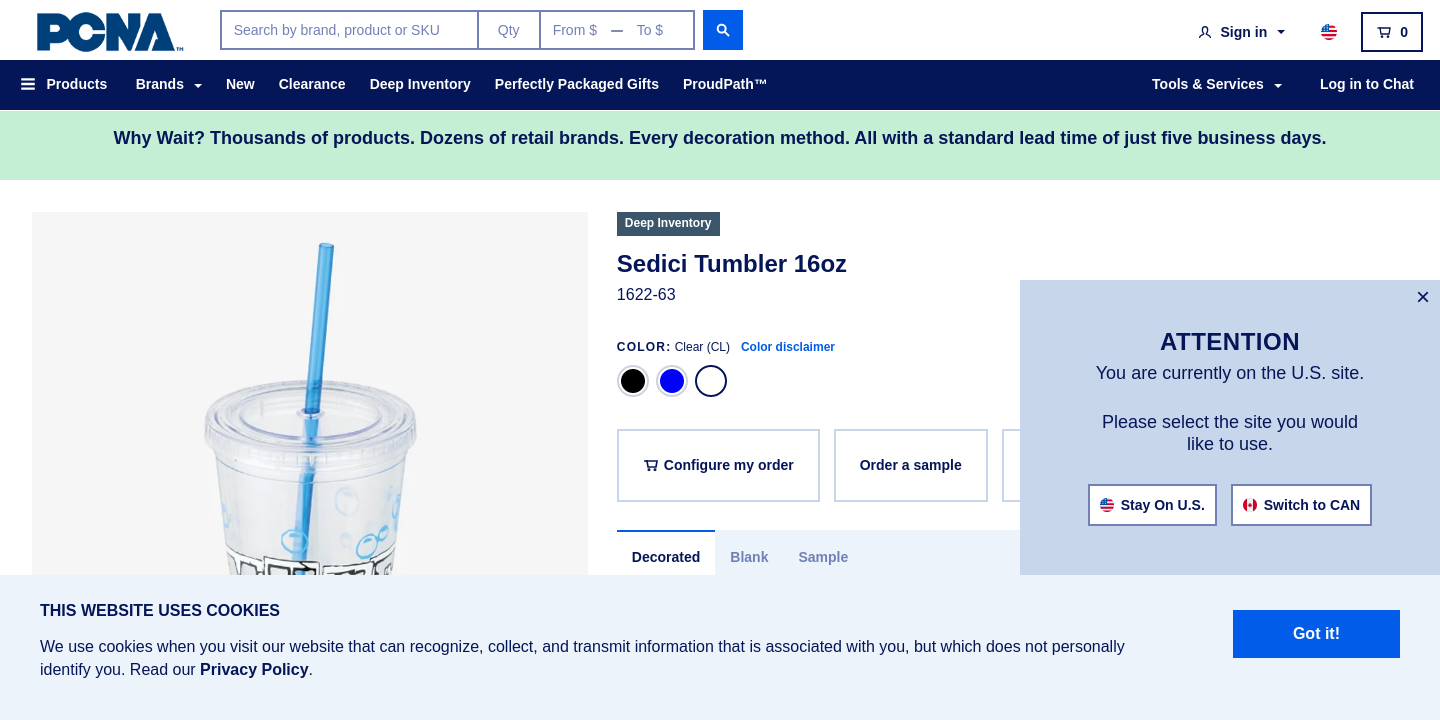 PCNA™
Search by brand, product or SKU
Qty
From $ — To $
Sign in
0
Products
Brands
New
Clearance
Deep Inventory
Perfectly Packaged Gifts
ProudPath™
Tools & Services
Log in to Chat
Why Wait? Thousands of products. Dozens of retail brands. Every decoration method. All with a standard lead time of just five business days.
Deep Inventory
Sedici Tumbler 16oz
1622-63
COLOR: Clear (CL) Color disclaimer
Configure my order
Order a sample
Decorated
Blank
Sample
×
ATTENTION
You are currently on the U.S. site.
Please select the site you would
like to use.
Stay On U.S.
Switch to CAN
THIS WEBSITE USES COOKIES
We use cookies when you visit our website that can recognize, collect, and transmit information that is associated with you, but which does not personally
identify you. Read our Privacy Policy.
Got it!